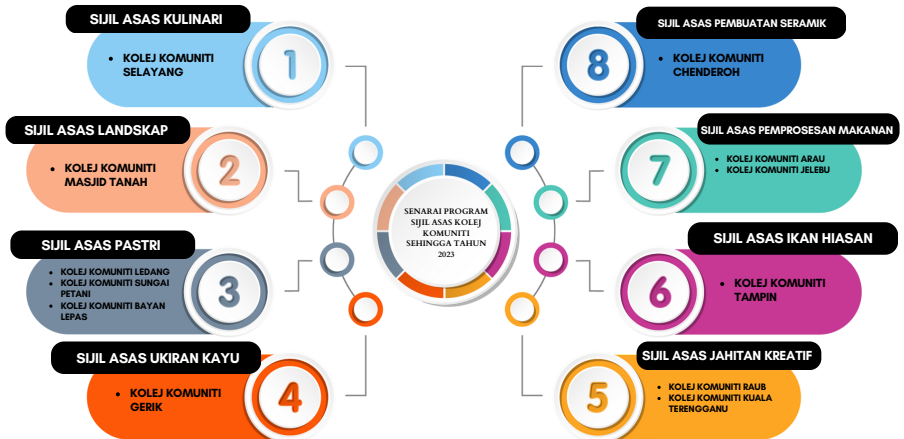 SIJIL ASAS KULINARI
• KOLEJ KOMUNITI
SELAYANG
1
SIJIL ASAS LANDSKAP
• KOLEJ KOMUNITI
MASJID TANAH
2
SIJIL ASAS PASTRI
• KOLEJ KOMUNITI LEDANG
• KOLEJ KOMUNITI SUNGAI
PETANI
• KOLEJ KOMUNITI BAYAN
LEPAS
3
SIJIL ASAS UKIRAN KAYU
• KOLEJ KOMUNITI
GERIK
4
SENARAI PROGRAM
SIJIL ASAS KOLEJ
KOMUNITI
SEHINGGA TAHUN
2023
SIJIL ASAS PEMBUATAN SERAMIK
8
• KOLEJ KOMUNITI
CHENDEROH
SIJIL ASAS PEMPROSESAN MAKANAN
7
• KOLEJ KOMUNITI ARAU
• KOLEJ KOMUNITI JELEBU
SIJIL ASAS IKAN HIASAN
6
• KOLEJ KOMUNITI
TAMPIN
SIJIL ASAS JAHITAN KREATIF
5
• KOLEJ KOMUNITI RAUB
• KOLEJ KOMUNITI KUALA
TERENGGANU